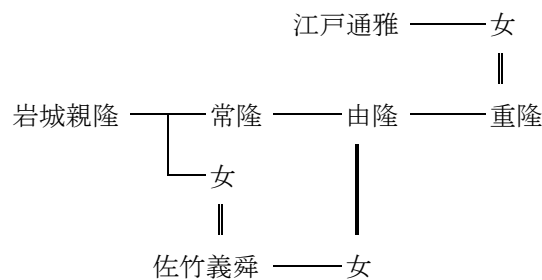 江戸通雅 女
岩城親隆 常隆 由隆 重隆
女
佐竹義舜 女